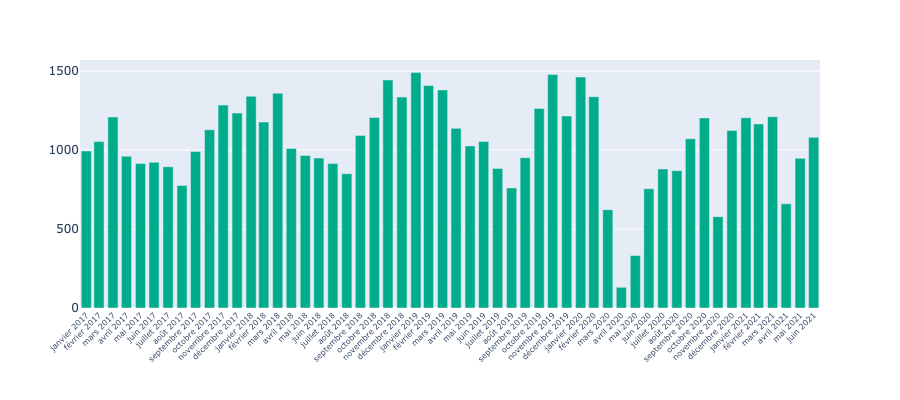 1500
1000
500
0
janvier 2017
février 2017
mars 2017
avril 2017
mai 2017
juin 2017
juillet 2017
août 2017
septembre 2017
octobre 2017
novembre 2017
décembre 2017
janvier 2018
février 2018
mars 2018
avril 2018
mai 2018
juin 2018
juillet 2018
août 2018
septembre 2018
octobre 2018
novembre 2018
décembre 2018
janvier 2019
février 2019
mars 2019
avril 2019
mai 2019
juin 2019
juillet 2019
août 2019
septembre 2019
octobre 2019
novembre 2019
décembre 2019
janvier 2020
février 2020
mars 2020
avril 2020
mai 2020
juin 2020
juillet 2020
août 2020
septembre 2020
octobre 2020
novembre 2020
décembre 2020
janvier 2021
février 2021
mars 2021
avril 2021
mai 2021
juin 2021